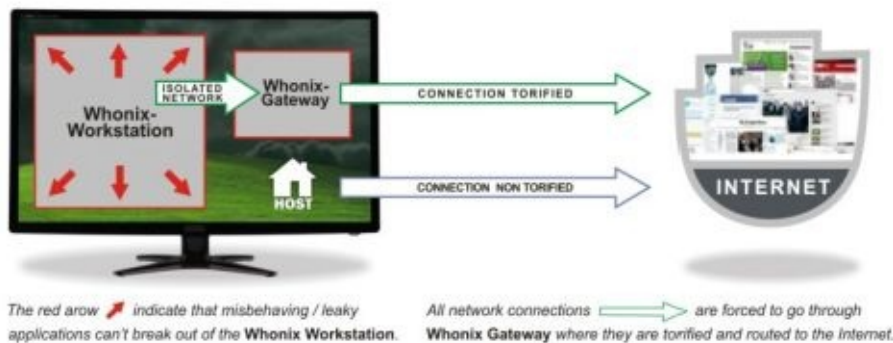 Whonix-
Workstation
ISOLATED
NETWORK
Whonix-
Gateway
HOST
CONNECTION TORIFIED
CONNECTION NON TORIFIED
INTERNET
The red arow indicate that misbehaving / leaky
applications can't break out of the Whonix Workstation.
All network connections are forced to go through
Whonix Gateway where they are torified and routed to the Internet.